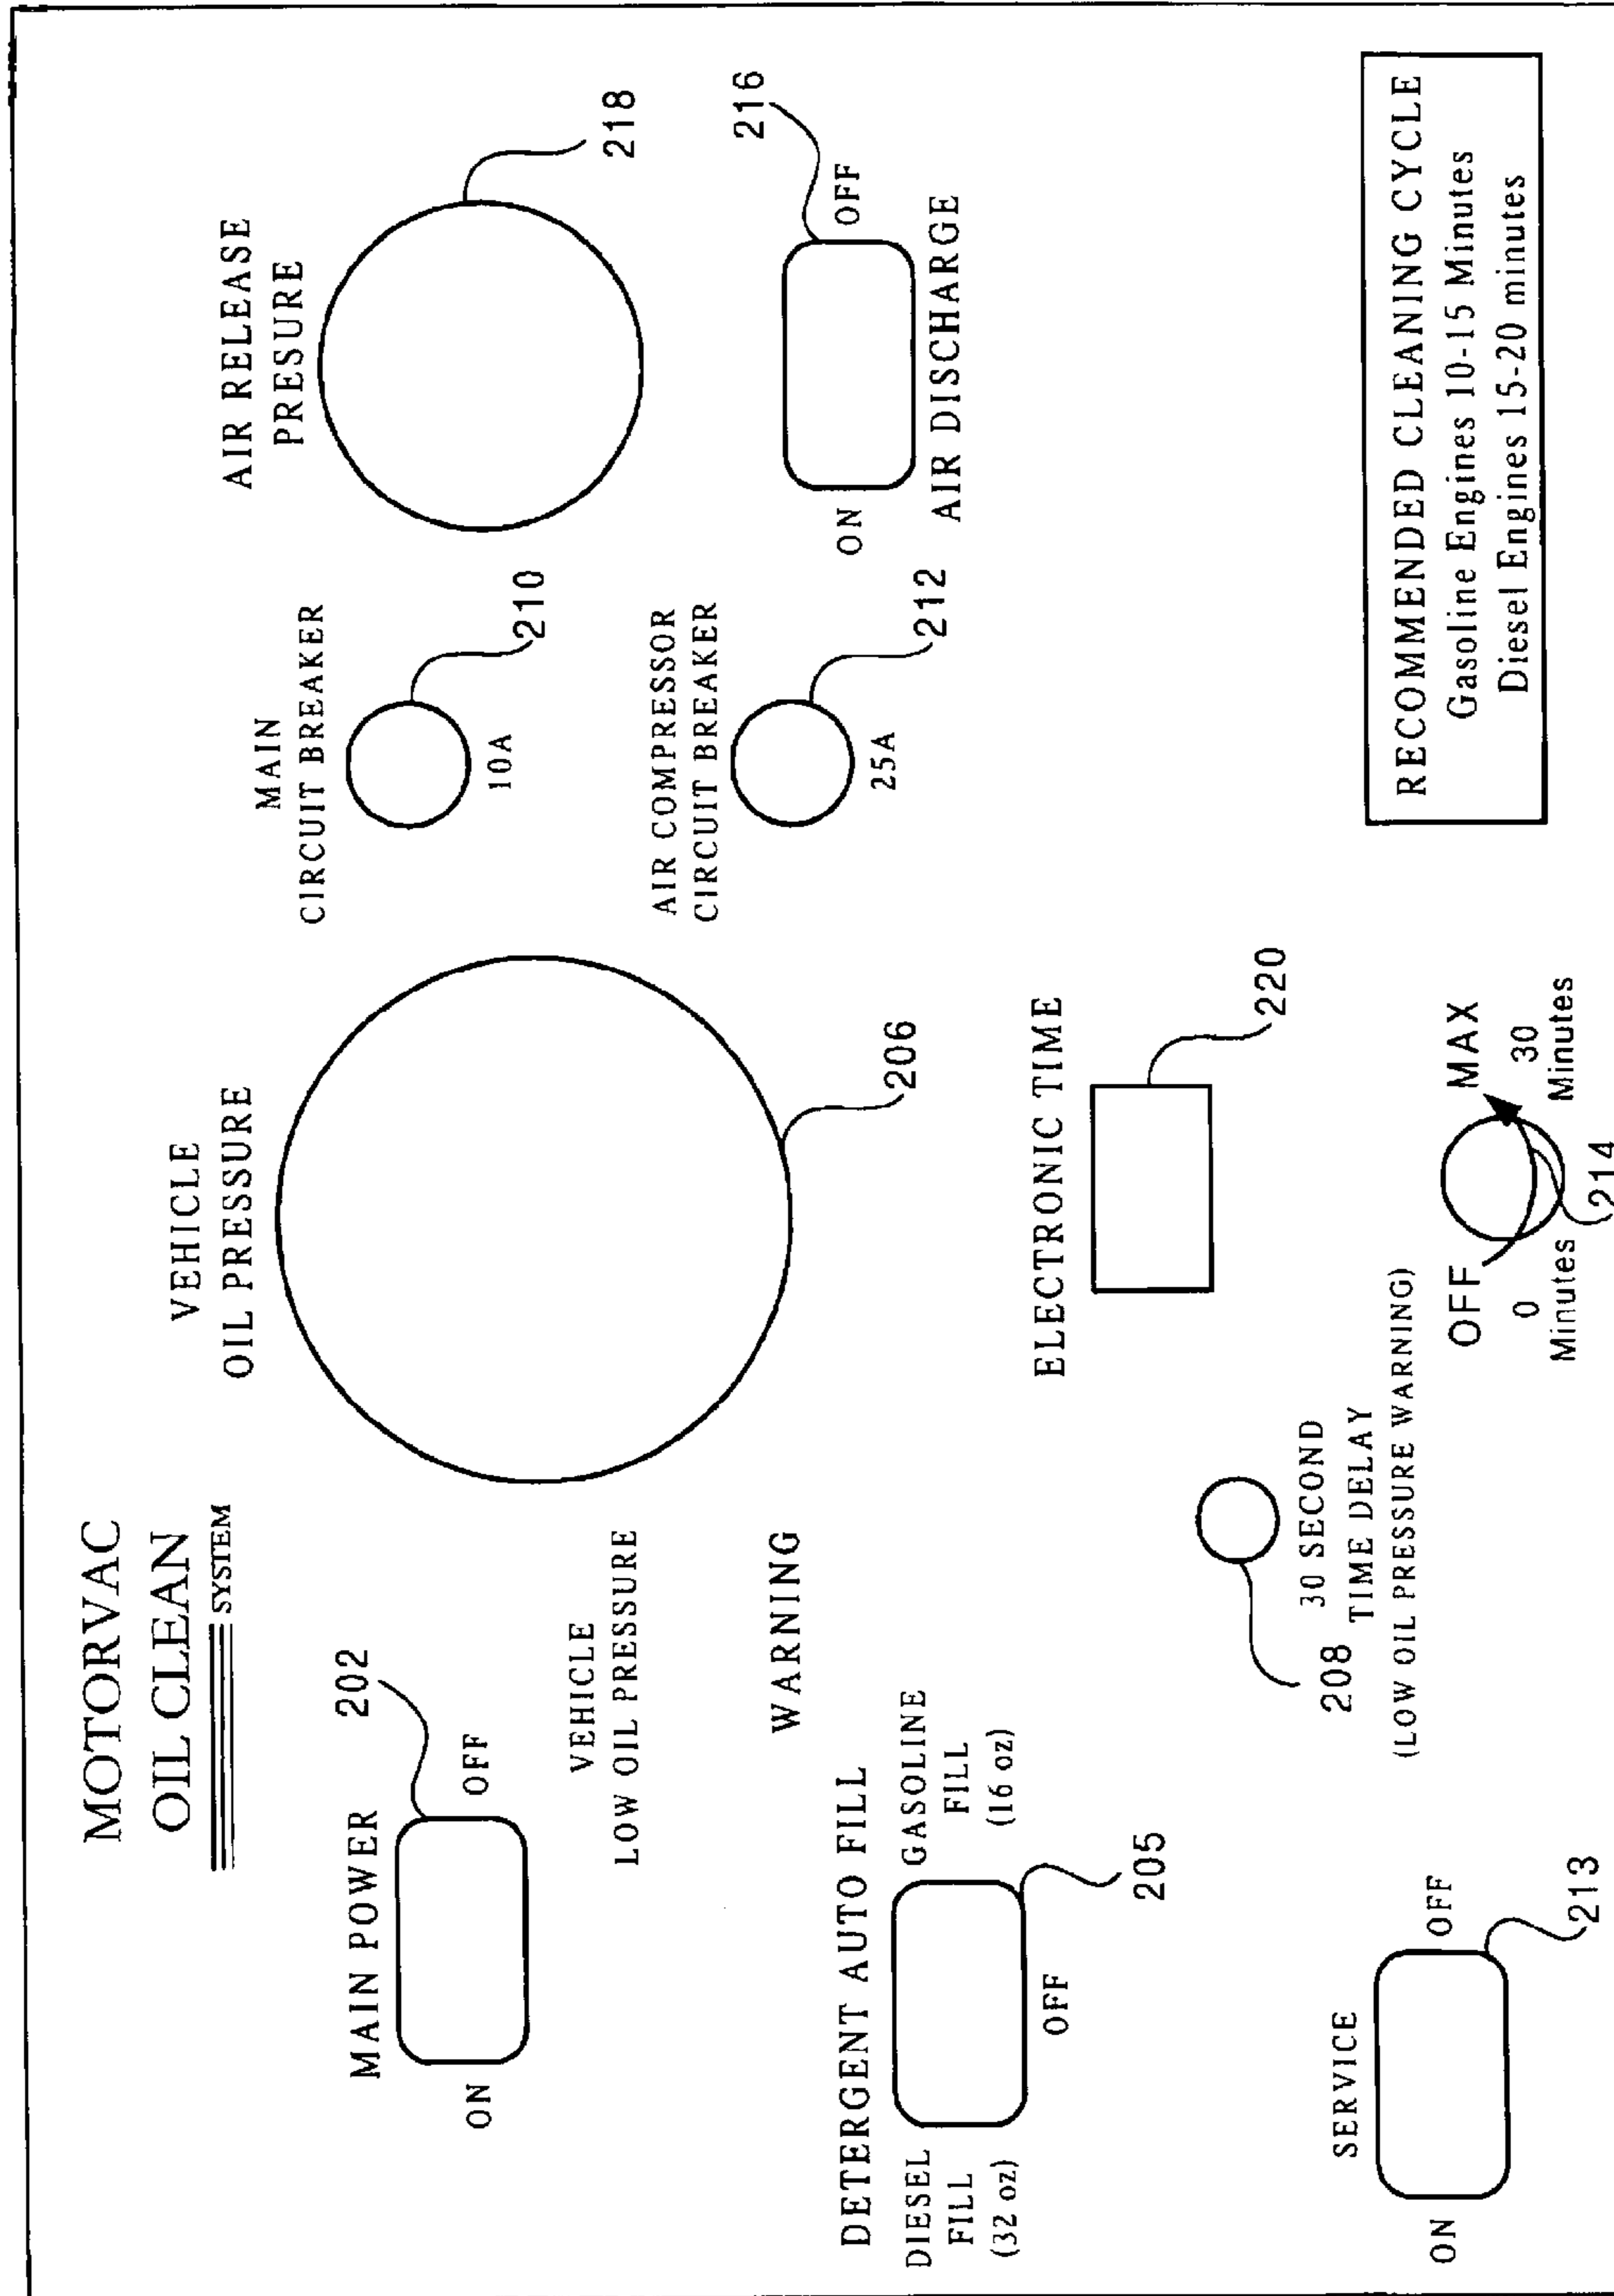 MOTORVAC
OIL CLEAN
SYSTEM
MAIN POWER
202
ON
OFF
VEHICLE
LOW OIL PRESSURE
WARNING
DETERGENT AUTO FILL
DIESEL
FILL
(32 oz)
OFF
GASOLINE
FILL
(16 oz)
205
SERVICE
ON
OFF
213
VEHICLE
OIL PRESSURE
206
ELECTRONIC TIME
220
208
30 SECOND
TIME DELAY
(LOW OIL PRESSURE WARNING)
OFF
0
Minutes
MAX
30
Minutes
214
MAIN
CIRCUIT BREAKER
210
10A
AIR COMPRESSOR
CIRCUIT BREAKER
212
25A
AIR RELEASE
PRESURE
218
216
ON
OFF
AIR DISCHARGE
RECOMMENDED CLEANING CYCLE
Gasoline Engines 10-15 Minutes
Diesel Engines 15-20 minutes